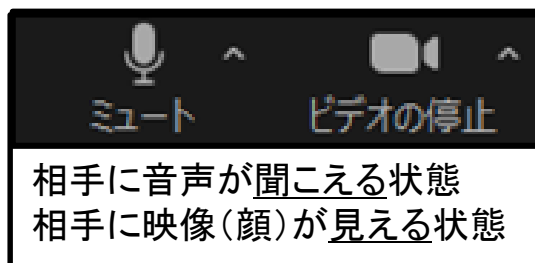 ミュート ビデオの停止
相手に音声が聞こえる状態
相手に映像（顔）が見える状態